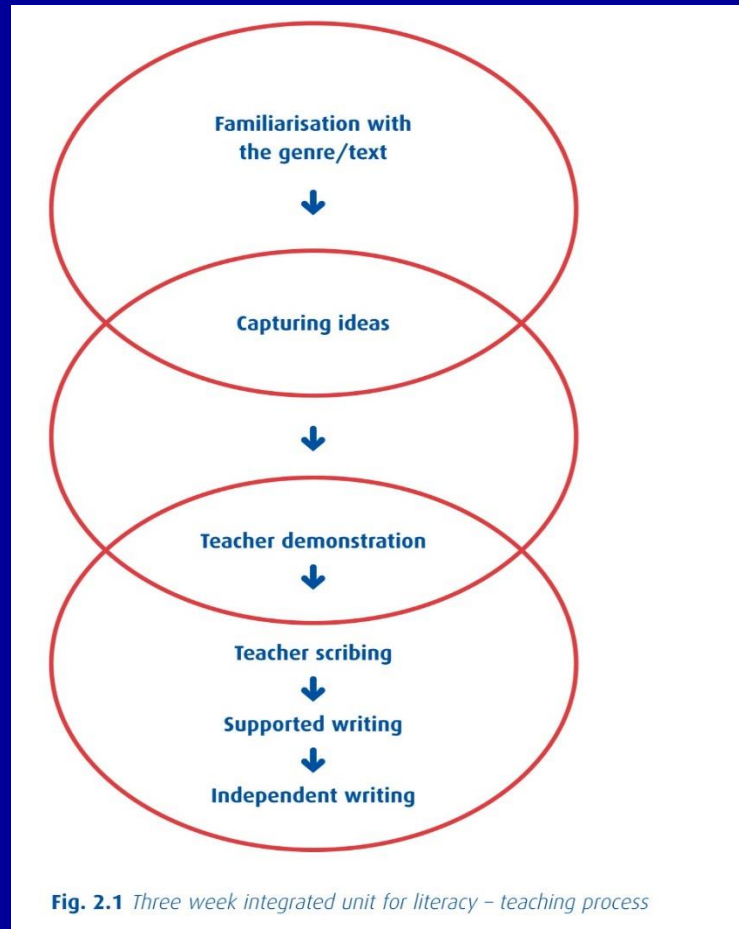 Familiarisation with
the genre/text
Capturing ideas
Teacher demonstration
Teacher scribing
Supported writing
Independent writing
Fig. 2.1 Three week integrated unit for literacy – teaching process